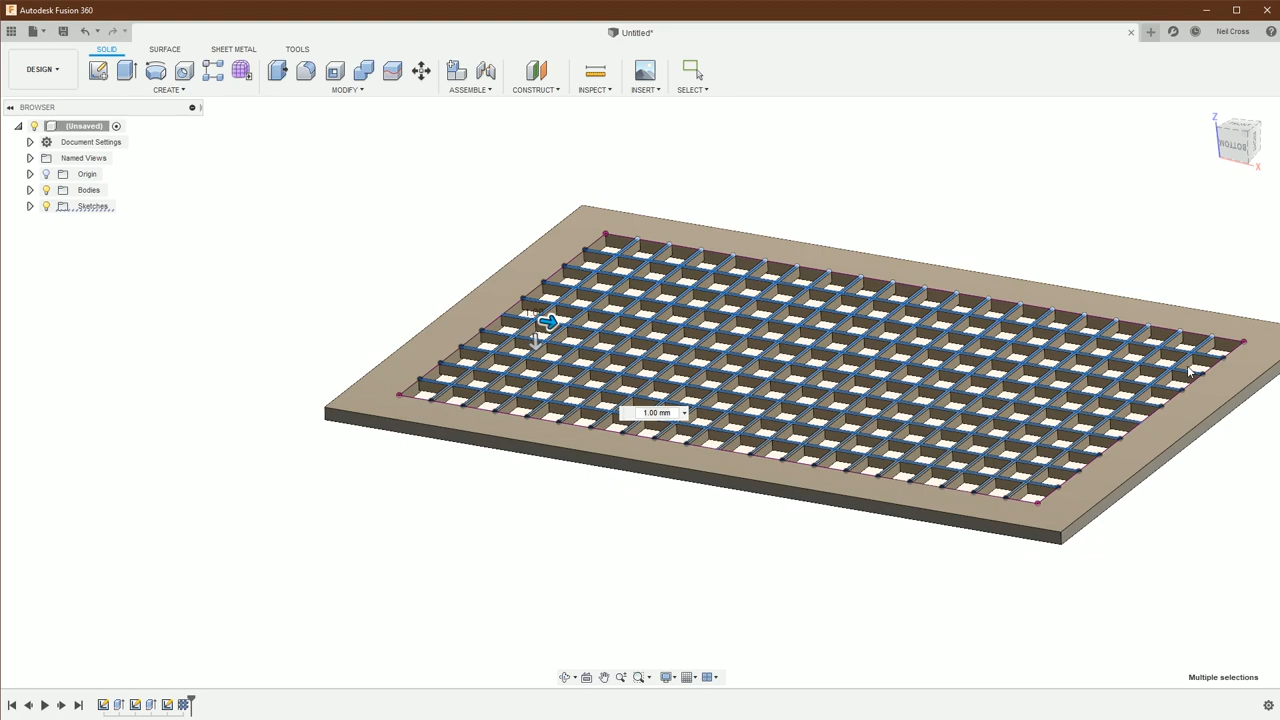 Autodesk Fusion 360
Untitled*
Neil Cross
DESIGN
SOLID
SURFACE
SHEET METAL
TOOLS
CREATE
MODIFY
ASSEMBLE
CONSTRUCT
INSPECT
INSERT
SELECT
BROWSER
(Unsaved)
Document Settings
Named Views
Origin
Bodies
Sketches
Z
BOTTOM
X
1.00 mm
Multiple selections